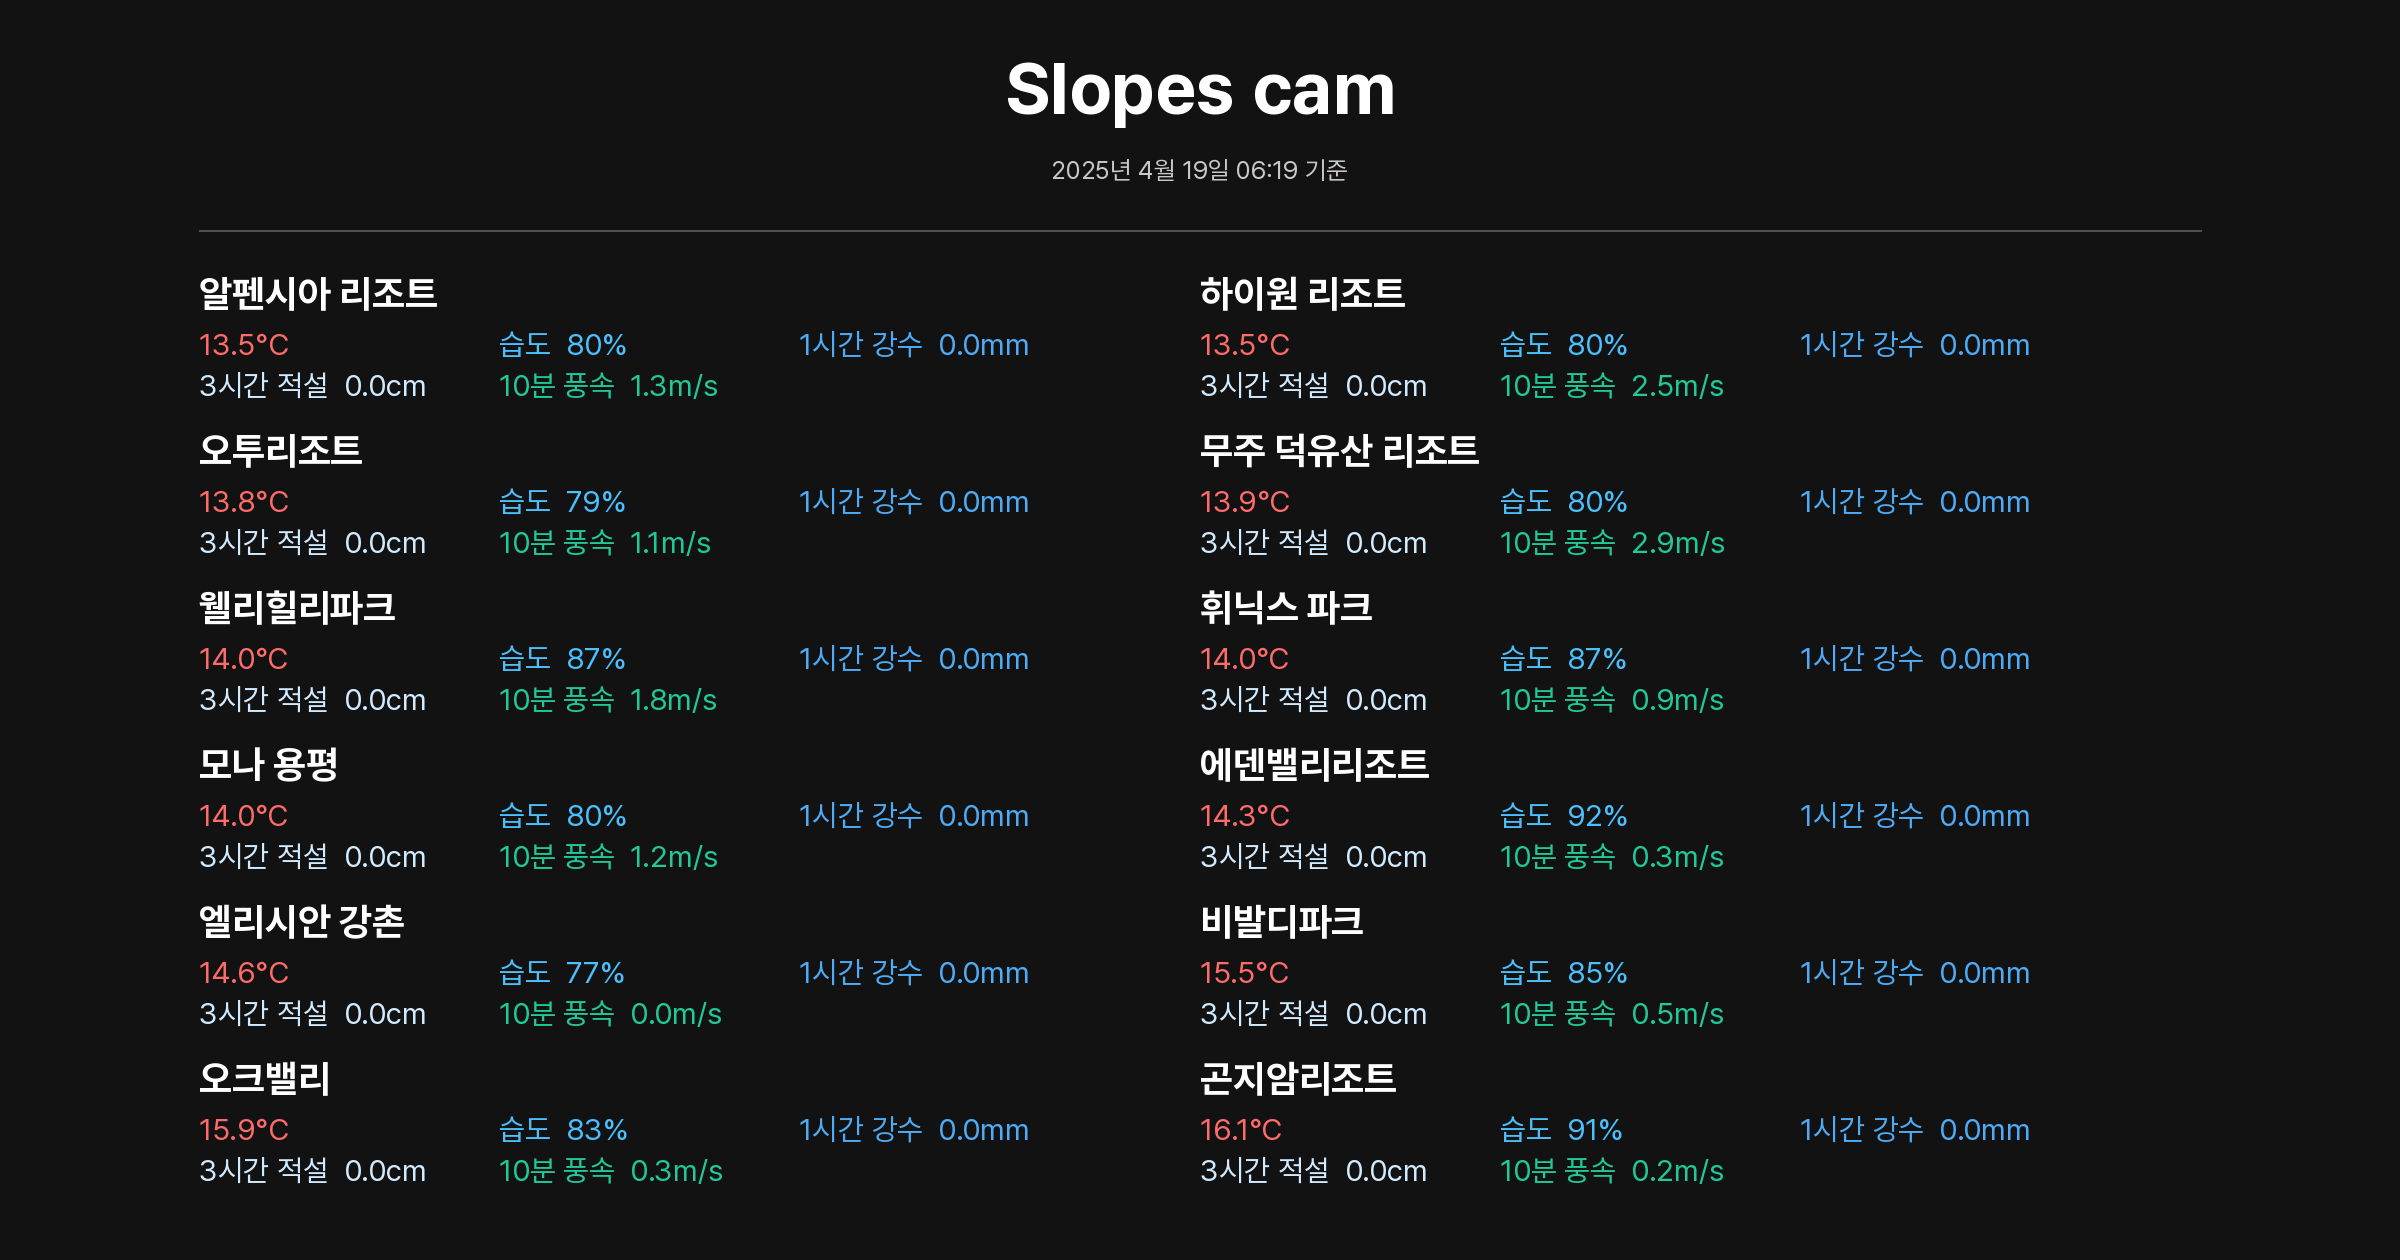 Slopes cam
2025년 4월 19일 06:19 기준
알펜시아 리조트
13.5°C 습도 80% 1시간 강수 0.0mm
3시간 적설 0.0cm 10분 풍속 1.3m/s
하이원 리조트
13.5°C 습도 80% 1시간 강수 0.0mm
3시간 적설 0.0cm 10분 풍속 2.5m/s
오투리조트
13.8°C 습도 79% 1시간 강수 0.0mm
3시간 적설 0.0cm 10분 풍속 1.1m/s
무주 덕유산 리조트
13.9°C 습도 80% 1시간 강수 0.0mm
3시간 적설 0.0cm 10분 풍속 2.9m/s
웰리힐리파크
14.0°C 습도 87% 1시간 강수 0.0mm
3시간 적설 0.0cm 10분 풍속 1.8m/s
휘닉스 파크
14.0°C 습도 87% 1시간 강수 0.0mm
3시간 적설 0.0cm 10분 풍속 0.9m/s
모나 용평
14.0°C 습도 80% 1시간 강수 0.0mm
3시간 적설 0.0cm 10분 풍속 1.2m/s
에덴밸리리조트
14.3°C 습도 92% 1시간 강수 0.0mm
3시간 적설 0.0cm 10분 풍속 0.3m/s
엘리시안 강촌
14.6°C 습도 77% 1시간 강수 0.0mm
3시간 적설 0.0cm 10분 풍속 0.0m/s
비발디파크
15.5°C 습도 85% 1시간 강수 0.0mm
3시간 적설 0.0cm 10분 풍속 0.5m/s
오크밸리
15.9°C 습도 83% 1시간 강수 0.0mm
3시간 적설 0.0cm 10분 풍속 0.3m/s
곤지암리조트
16.1°C 습도 91% 1시간 강수 0.0mm
3시간 적설 0.0cm 10분 풍속 0.2m/s